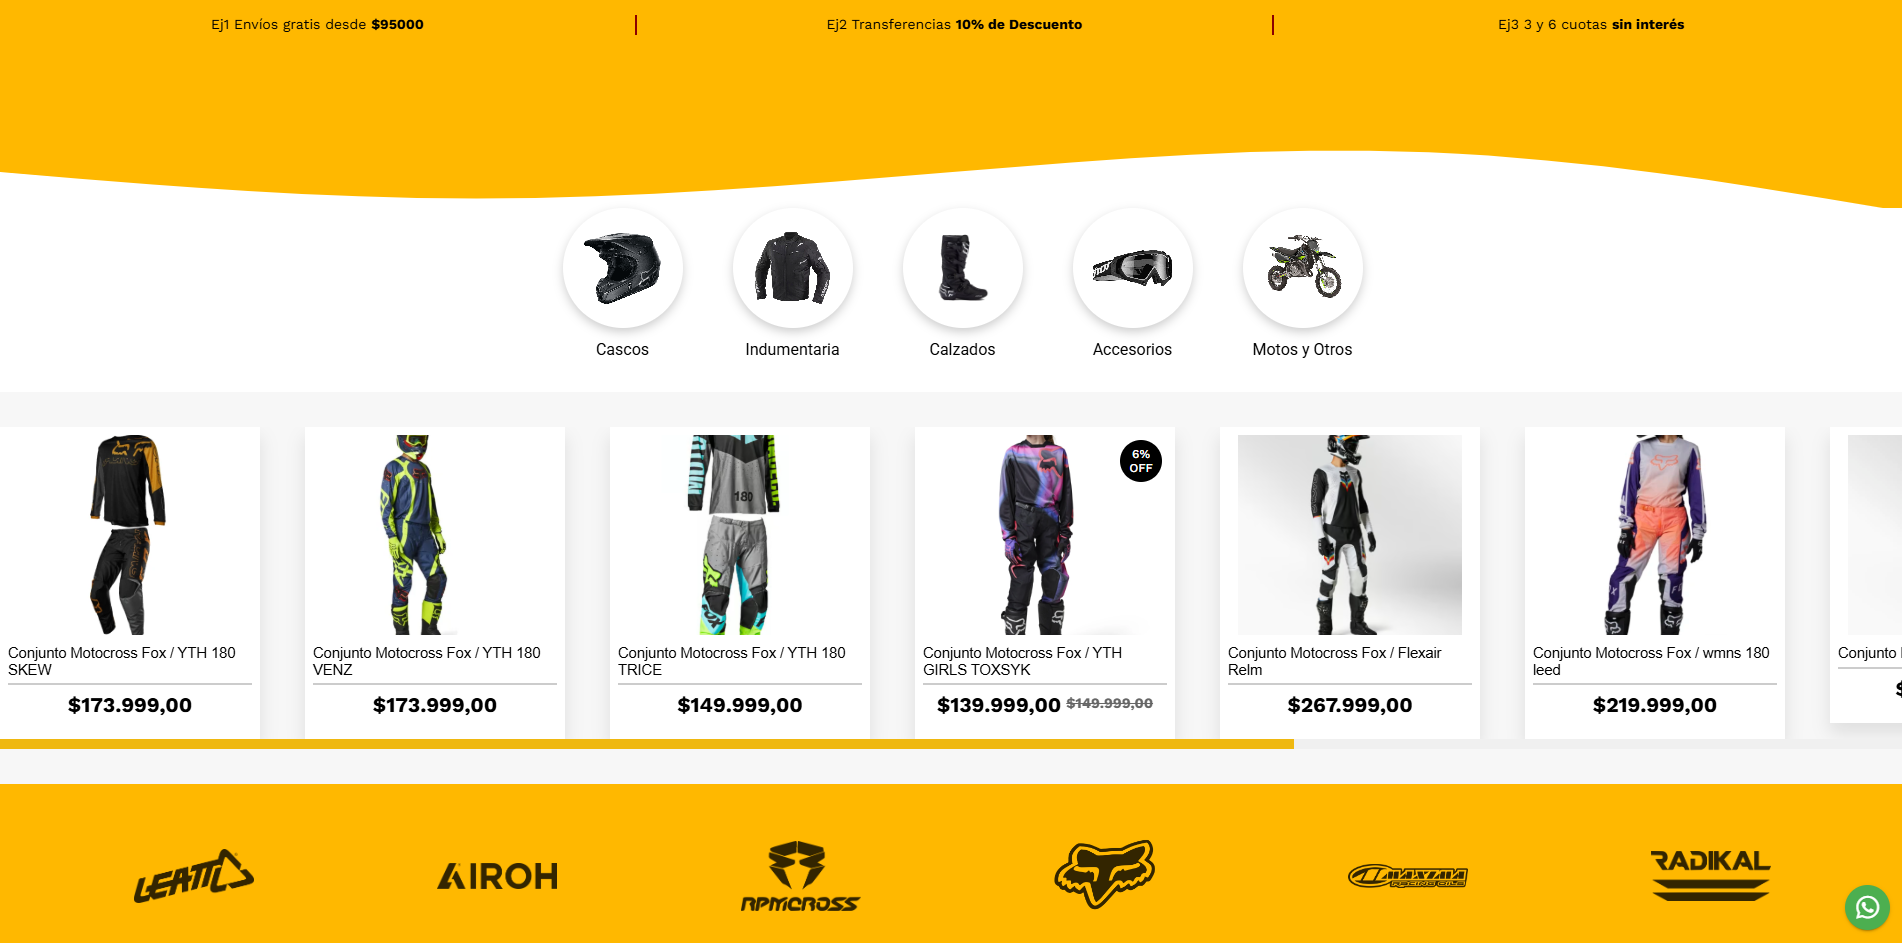 Ej1 Envíos gratis desde $95000
Ej2 Transferencias 10% de Descuento
Ej3 3 y 6 cuotas sin interés
Cascos
Indumentaria
Calzados
Accesorios
Motos y Otros
6%
OFF
180
Conjunto Motocross Fox / YTH 180
SKEW
$173.999,00
Conjunto Motocross Fox / YTH 180
VENZ
$173.999,00
Conjunto Motocross Fox / YTH 180
TRICE
$149.999,00
Conjunto Motocross Fox / YTH
GIRLS TOXSYK
$139.999,00 $149.999,00
Conjunto Motocross Fox / Flexair
Relm
$267.999,00
Conjunto Motocross Fox / wmns 180
leed
$219.999,00
Conjunto
$
LEATT
AIROH
RPMCROSS
MAXIMA
RACING OILS
RADIKAL